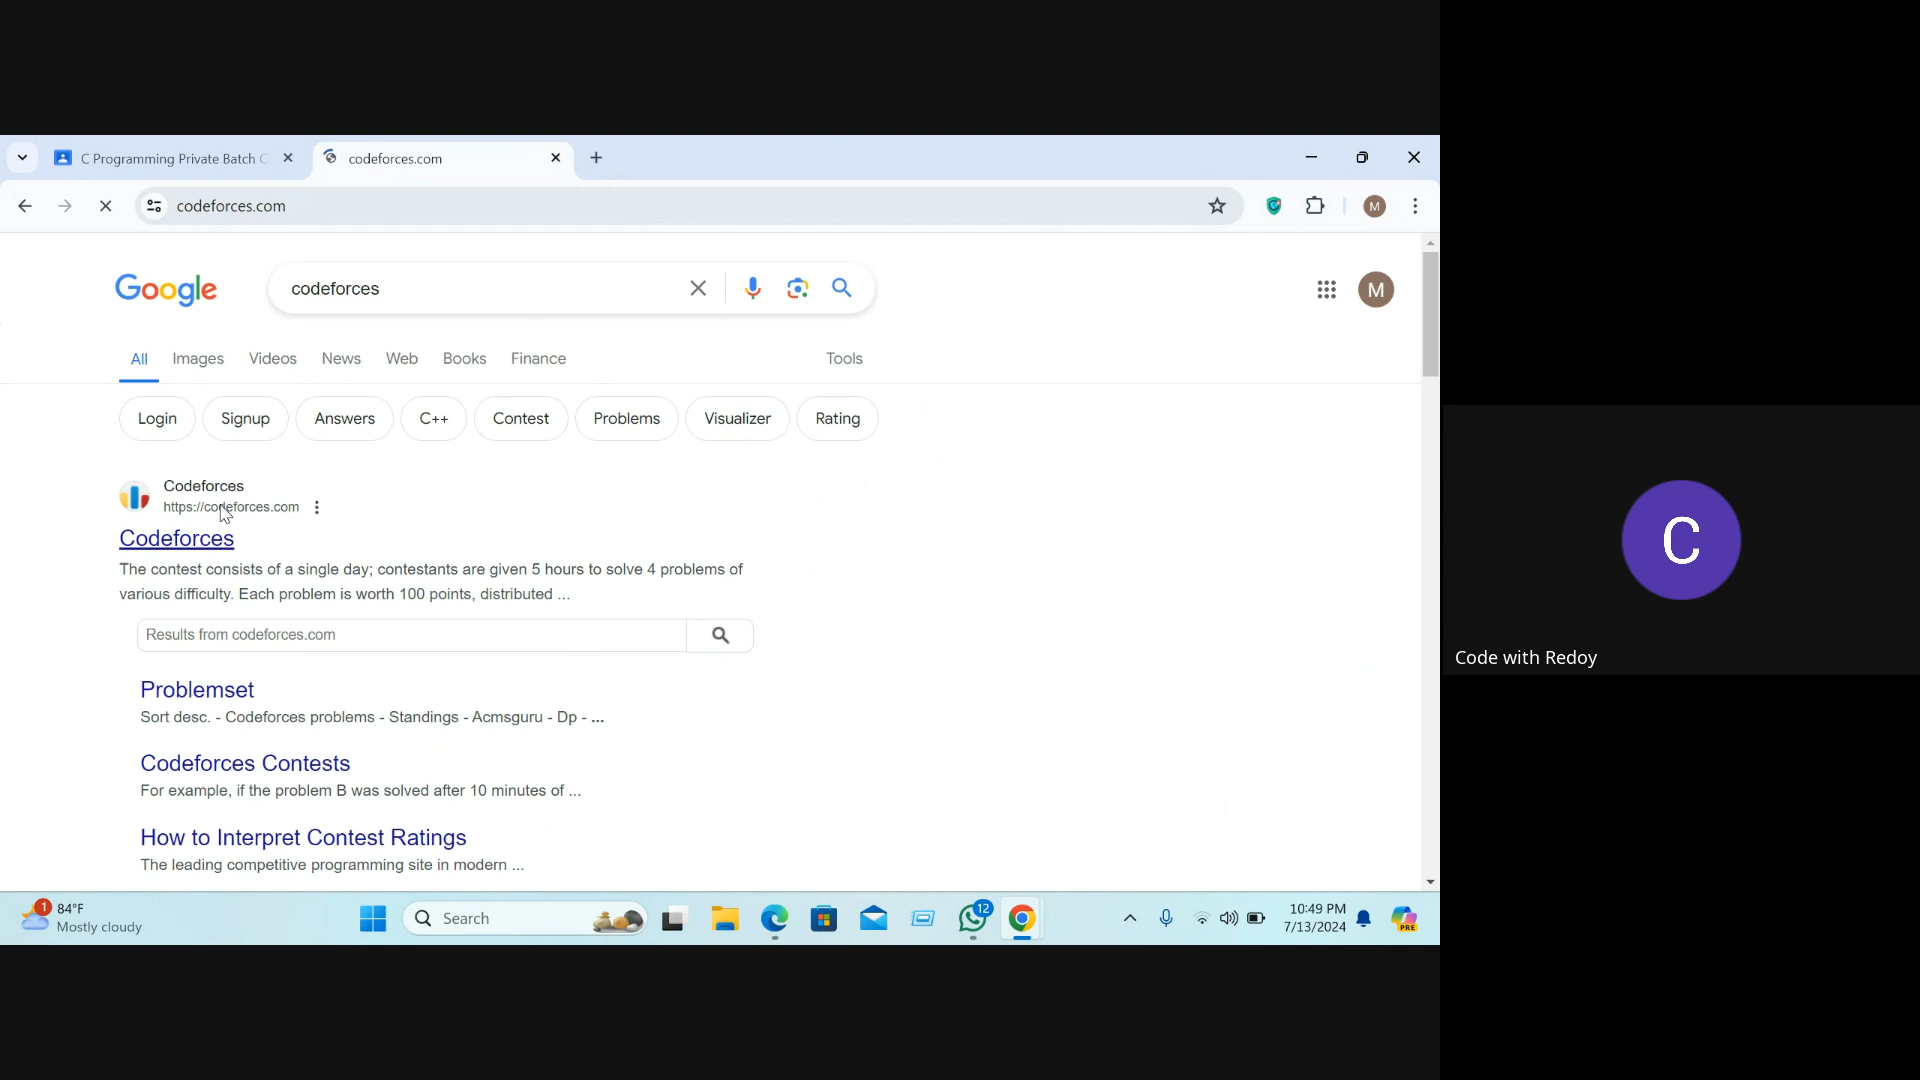 C Programming Private Batch C
codeforces.com
codeforces.com
M
Google
codeforces
M
All
Images
Videos
News
Web
Books
Finance
Tools
Login
Signup
Answers
C++
Contest
Problems
Visualizer
Rating
Codeforces
https://codeforces.com
Codeforces
The contest consists of a single day; contestants are given 5 hours to solve 4 problems of
various difficulty. Each problem is worth 100 points, distributed ...
Results from codeforces.com
Problemset
Sort desc. - Codeforces problems - Standings - Acmsguru - Dp - ...
Codeforces Contests
For example, if the problem B was solved after 10 minutes of ...
How to Interpret Contest Ratings
The leading competitive programming site in modern ...
C
Code with Redoy
1
84°F
Mostly cloudy
Search
12
10:49 PM
7/13/2024
PRE